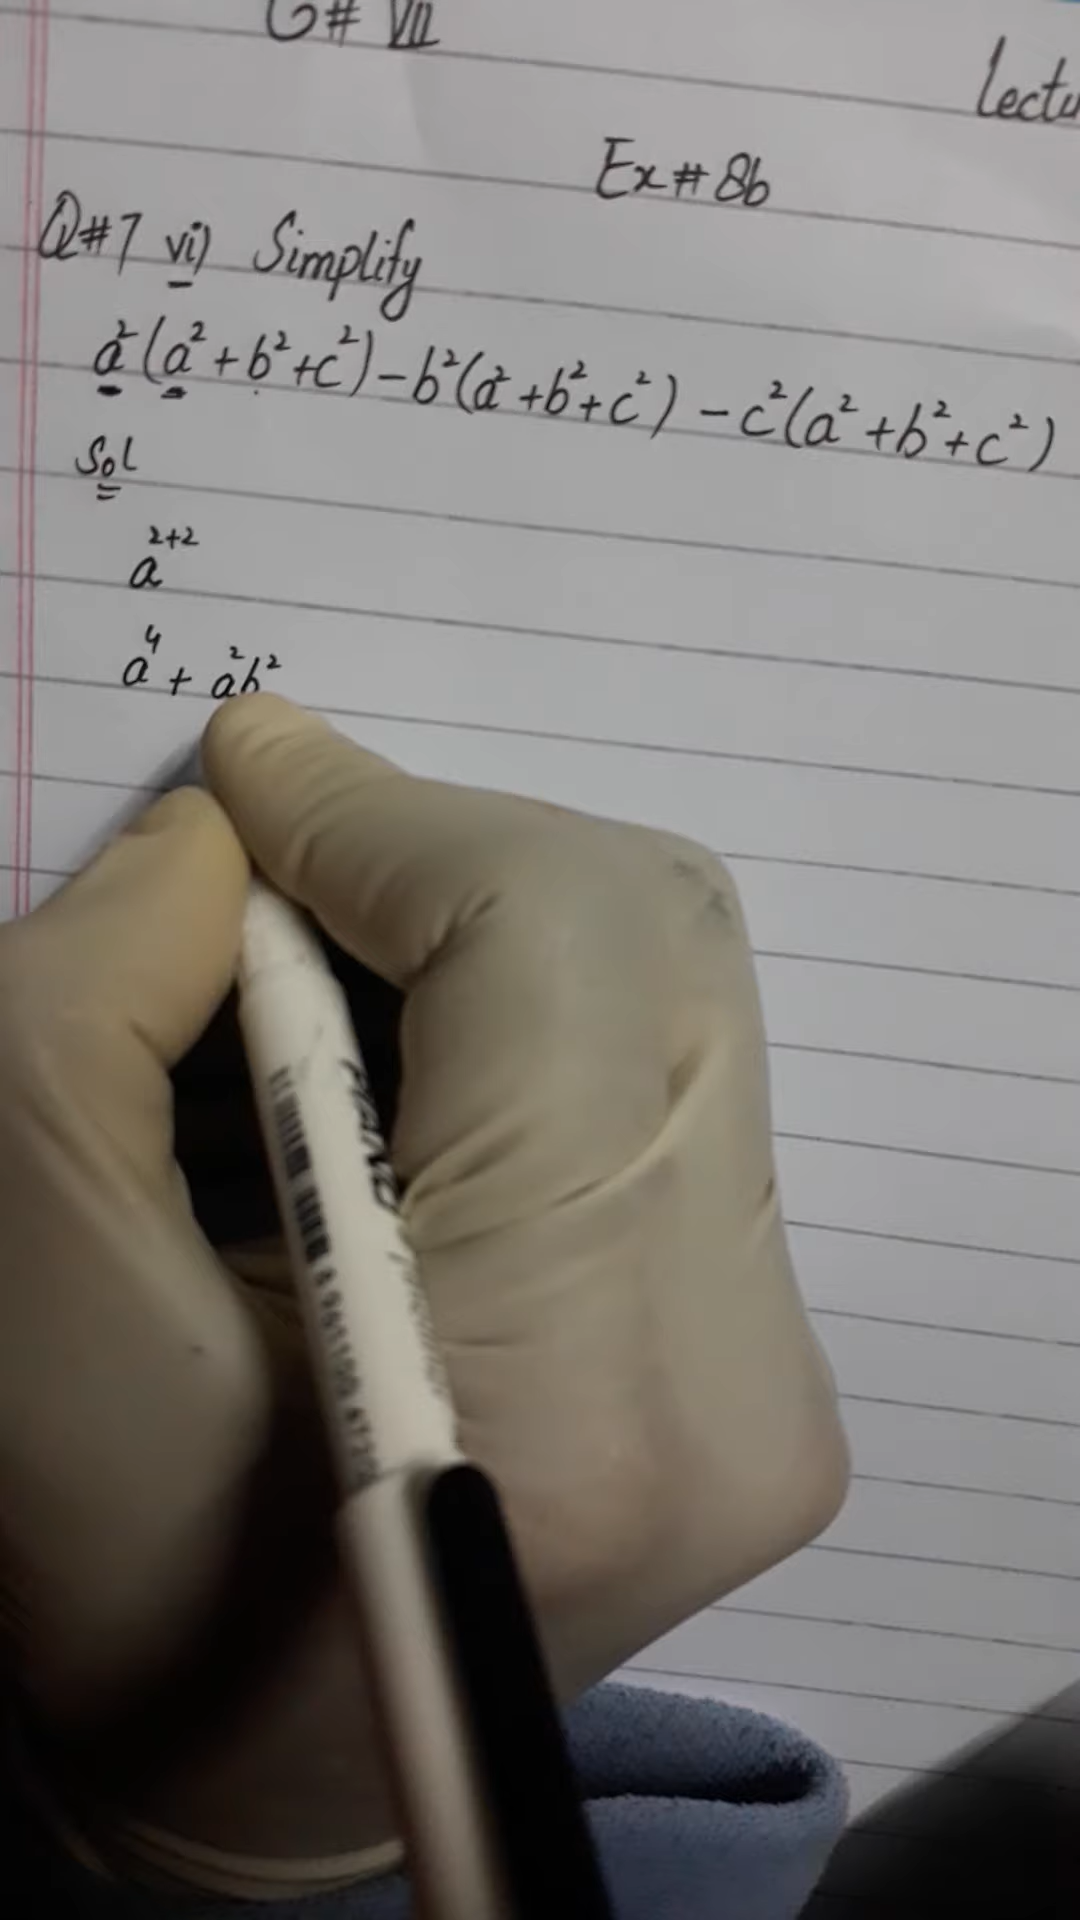 G# VII
Lectu
Ex # 8b
Q#7 vi) Simplify
a²(a²+b²+c²)-b²(a²+b²+c²)-c²(a²+b²+c²)
Sol
a²⁺²
a⁴ + a²b²
PIANO